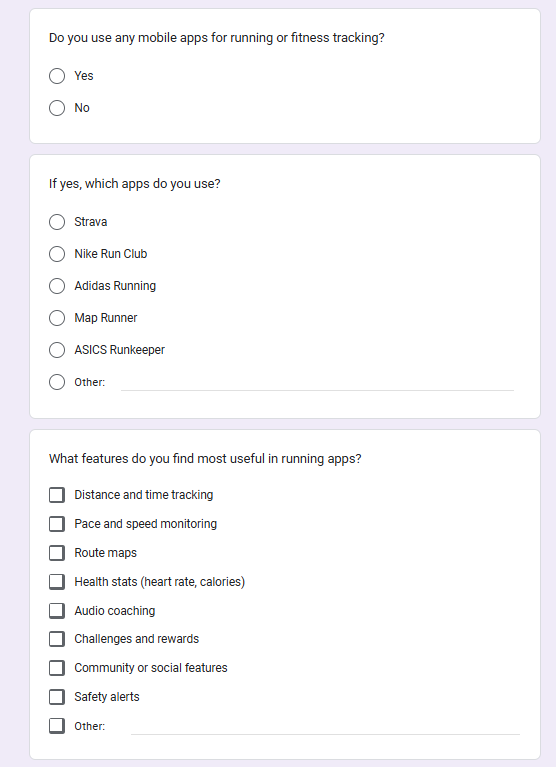 Do you use any mobile apps for running or fitness tracking?
Yes
No
If yes, which apps do you use?
Strava
Nike Run Club
Adidas Running
Map Runner
ASICS Runkeeper
Other:
What features do you find most useful in running apps?
Distance and time tracking
Pace and speed monitoring
Route maps
Health stats (heart rate, calories)
Audio coaching
Challenges and rewards
Community or social features
Safety alerts
Other: